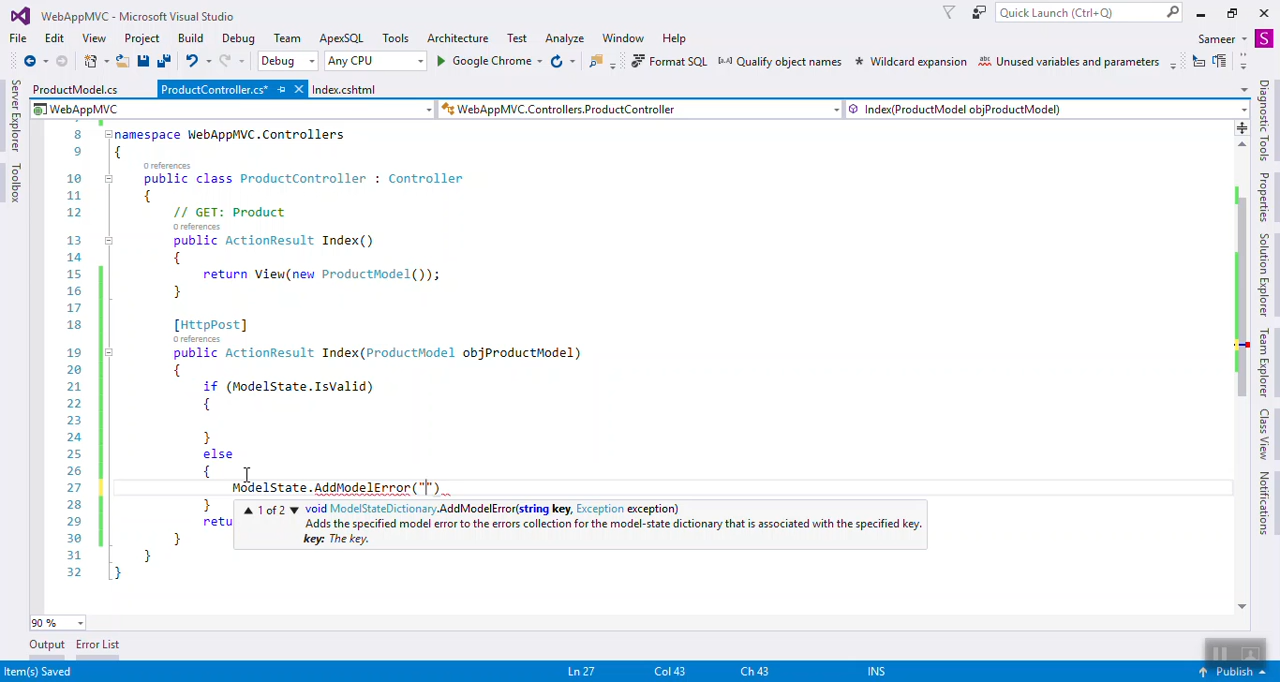 WebAppMVC - Microsoft Visual Studio
Quick Launch (Ctrl+Q)
File Edit View Project Build Debug Team ApexSQL Tools Architecture Test Analyze Window Help
Sameer S
Debug Any CPU Google Chrome Format SQL Qualify object names Wildcard expansion Unused variables and parameters
ProductModel.cs ProductController.cs* Index.cshtml
WebAppMVC WebAppMVC.Controllers.ProductController Index(ProductModel objProductModel)
Server Explorer
Toolbox
8 namespace WebAppMVC.Controllers
9 {
0 references
10 public class ProductController : Controller
11 {
12 // GET: Product
0 references
13 public ActionResult Index()
14 {
15 return View(new ProductModel());
16 }
17
18 [HttpPost]
0 references
19 public ActionResult Index(ProductModel objProductModel)
20 {
21 if (ModelState.IsValid)
22 {
23
24 }
25 else
26 {
27 ModelState.AddModelError("")
28 }
29 retu
30 }
31 }
32 }
1 of 2 void ModelStateDictionary.AddModelError(string key, Exception exception)
Adds the specified model error to the errors collection for the model-state dictionary that is associated with the specified key.
key: The key.
Diagnostic Tools
Properties
Solution Explorer
Team Explorer
Class View
Notifications
90 %
Output Error List
Item(s) Saved Ln 27 Col 43 Ch 43 INS Publish